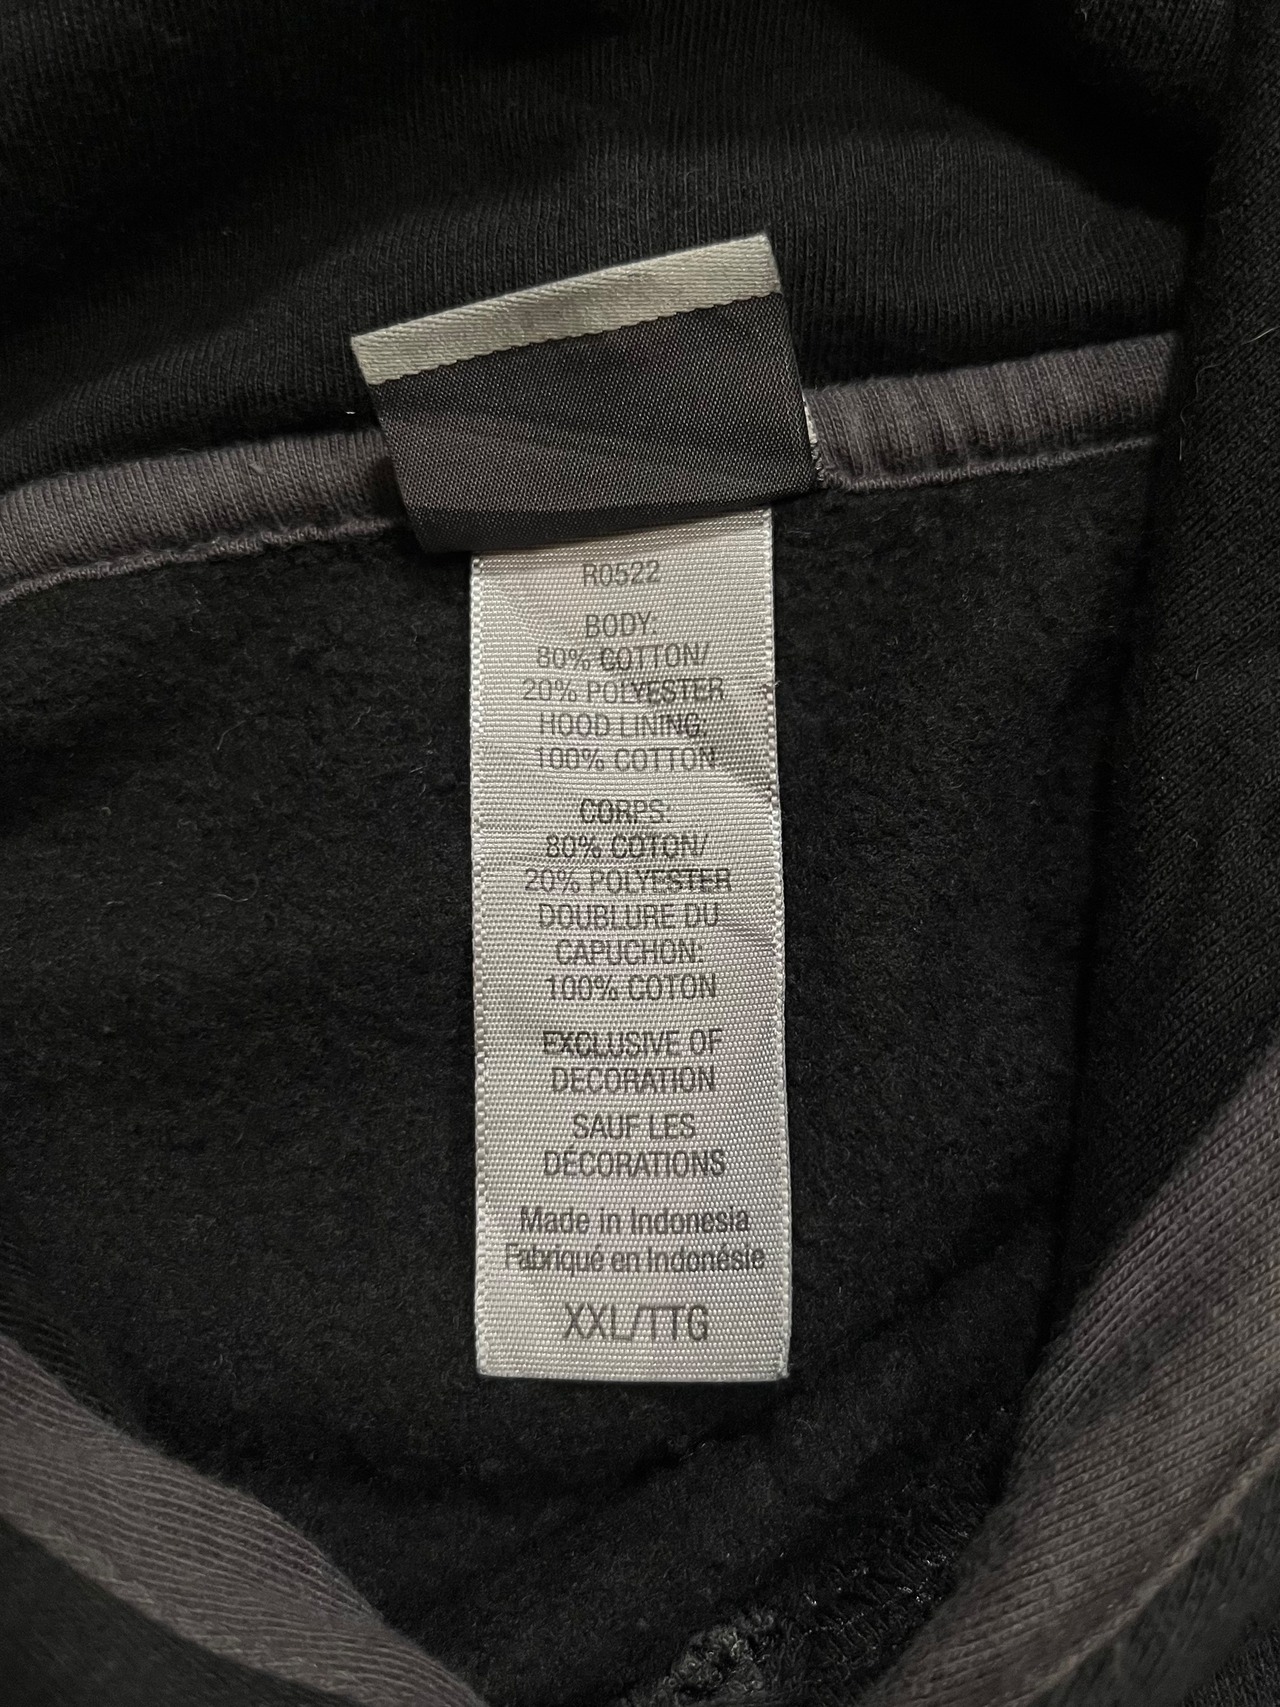 R0522
BODY:
80% COTTON/
20% POLYESTER
HOOD LINING:
100% COTTON
CORPS:
80% COTON/
20% POLYESTER
DOUBLURE DU
CAPUCHON:
100% COTON
EXCLUSIVE OF
DECORATION
SAUF LES
DÉCORATIONS
Made in Indonesia
Fabriqué en Indonésie
XXL/TTG